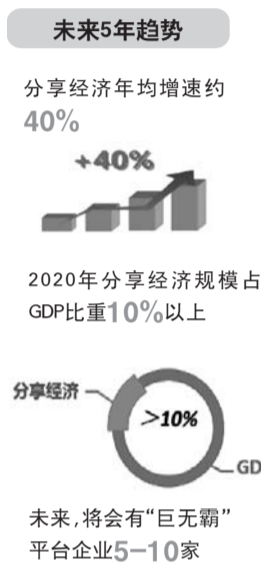 未来5年趋势
分享经济年均增速约
40%
+40%
2020年分享经济规模占
GDP比重10%以上
分享经济
>10%
GD
未来,将会有“巨无霸”
平台企业5-10家